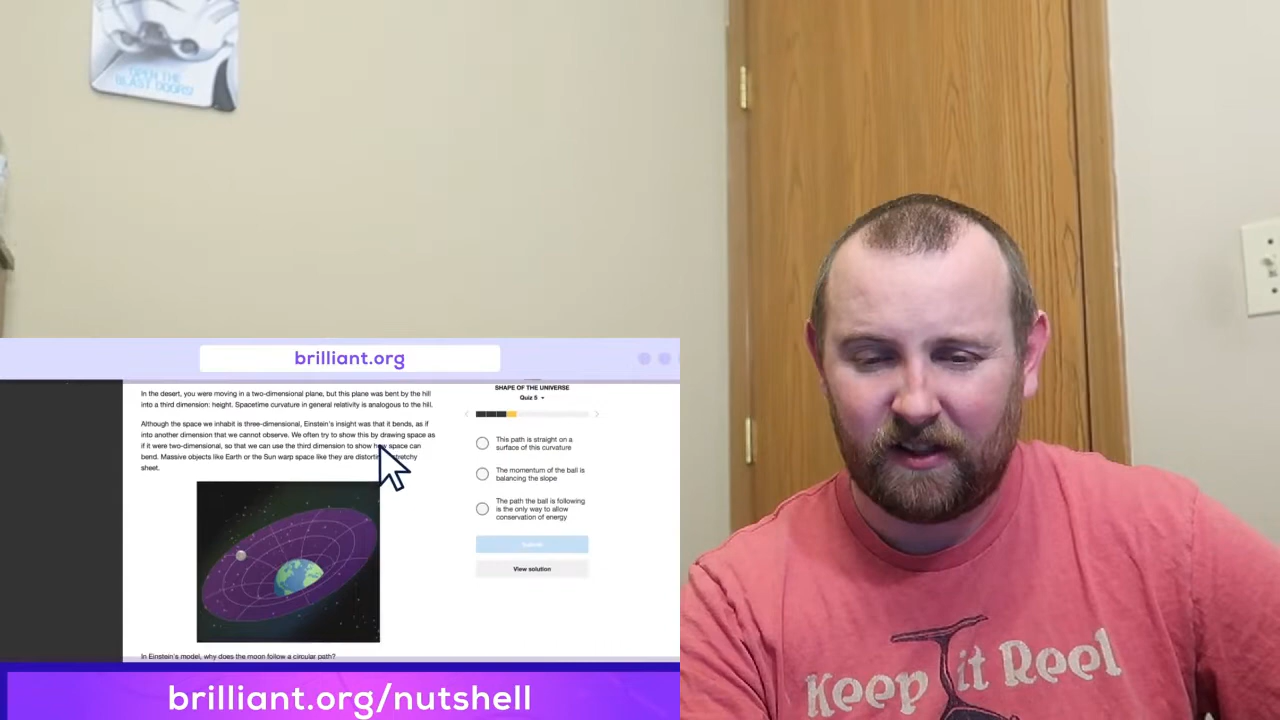 OPEN THE
BLAST DOORS!
brilliant.org
In the desert, you were moving in a two-dimensional plane, but this plane was bent by the hill
into a third dimension: height. Spacetime curvature in general relativity is analogous to the hill.
Although the space we inhabit is three-dimensional, Einstein's insight was that it bends, as if
into another dimension that we cannot observe. We often try to show this by drawing space as
if it were two-dimensional, so that we can use the third dimension to show how space can
bend. Massive objects like Earth or the Sun warp space like they are distorting stretchy
sheet.
In Einstein's model, why does the moon follow a circular path?
SHAPE OF THE UNIVERSE
Quiz 5
This path is straight on a
surface of this curvature
The momentum of the ball is
balancing the slope
The path the ball is following
is the only way to allow
conservation of energy
Submit
View solution
brilliant.org/nutshell
Keep it Reel